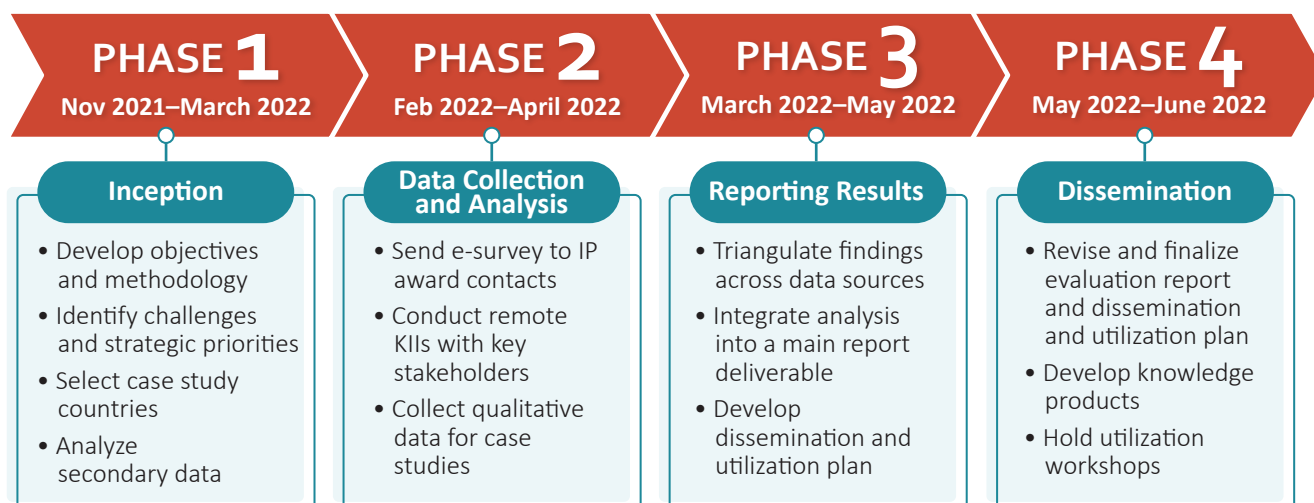 PHASE 1
Nov 2021–March 2022
Inception
• Develop objectives
and methodology
• Identify challenges
and strategic priorities
• Select case study
countries
• Analyze
secondary data
PHASE 2
Feb 2022–April 2022
Data Collection
and Analysis
• Send e-survey to IP
award contacts
• Conduct remote
KIIs with key
stakeholders
• Collect qualitative
data for case
studies
PHASE 3
March 2022–May 2022
Reporting Results
• Triangulate findings
across data sources
• Integrate analysis
into a main report
deliverable
• Develop
dissemination and
utilization plan
PHASE 4
May 2022–June 2022
Dissemination
• Revise and finalize
evaluation report
and dissemination
and utilization plan
• Develop knowledge
products
• Hold utilization
workshops